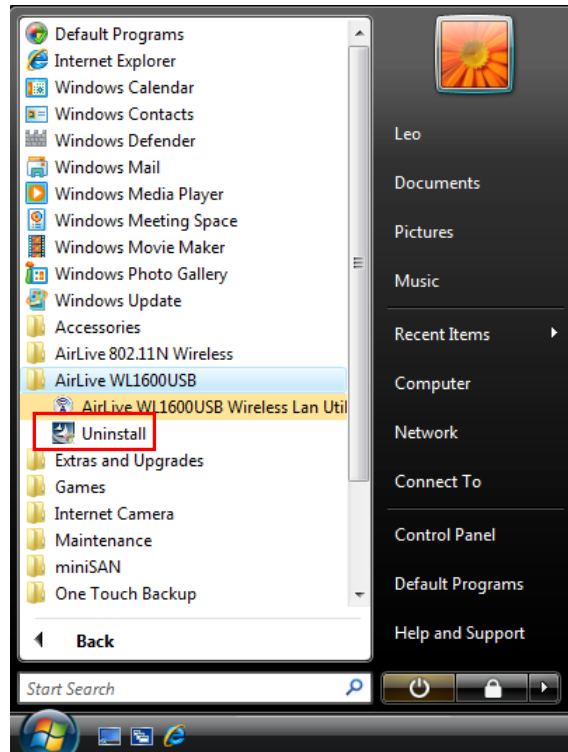 Default Programs
Internet Explorer
Windows Calendar
Windows Contacts
Windows Defender
Windows Mail
Windows Media Player
Windows Meeting Space
Windows Movie Maker
Windows Photo Gallery
Windows Update
Accessories
AirLive 802.11N Wireless
AirLive WL1600USB
AirLive WL1600USB Wireless Lan Util
Uninstall
Extras and Upgrades
Games
Internet Camera
Maintenance
miniSAN
One Touch Backup
Back
Start Search
Leo
Documents
Pictures
Music
Recent Items
Computer
Network
Connect To
Control Panel
Default Programs
Help and Support